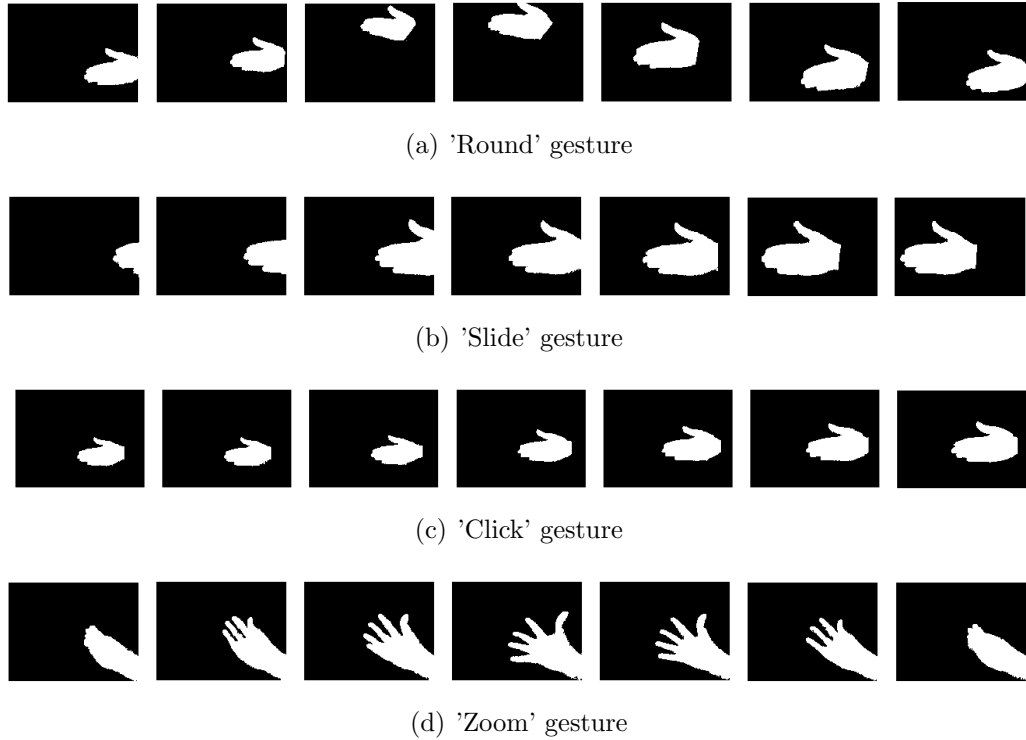 (a) ’Round’ gesture
(b) ’Slide’ gesture
(c) ’Click’ gesture
(d) ’Zoom’ gesture